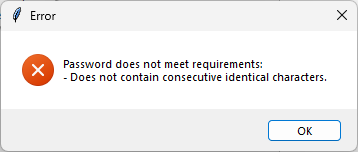 Error
Password does not meet requirements:
- Does not contain consecutive identical characters.
OK